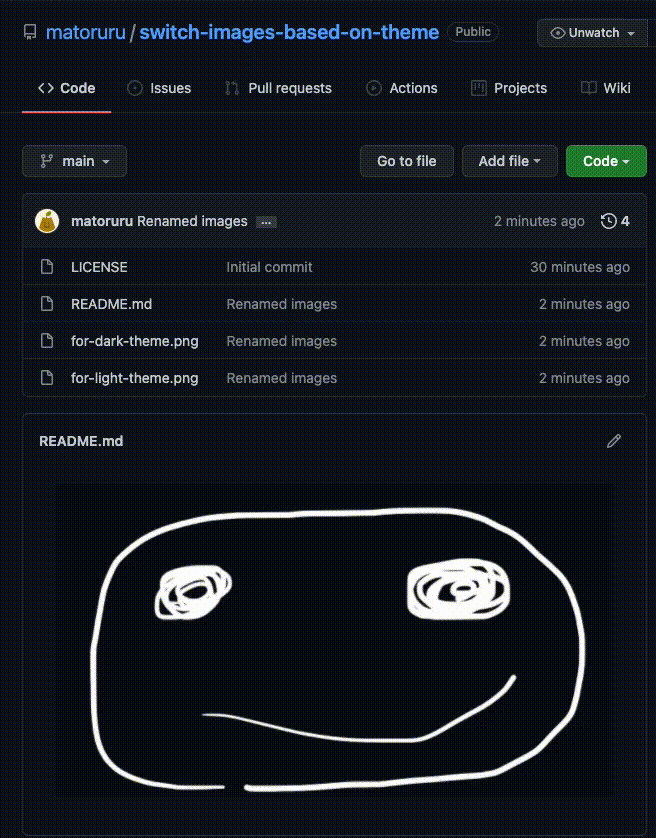 matoruru / switch-images-based-on-theme Public Unwatch
Code Issues Pull requests Actions Projects Wiki
main Go to file Add file Code
matoruru Renamed images ... 2 minutes ago 4
LICENSE Initial commit 30 minutes ago
README.md Renamed images 2 minutes ago
for-dark-theme.png Renamed images 2 minutes ago
for-light-theme.png Renamed images 2 minutes ago
README.md